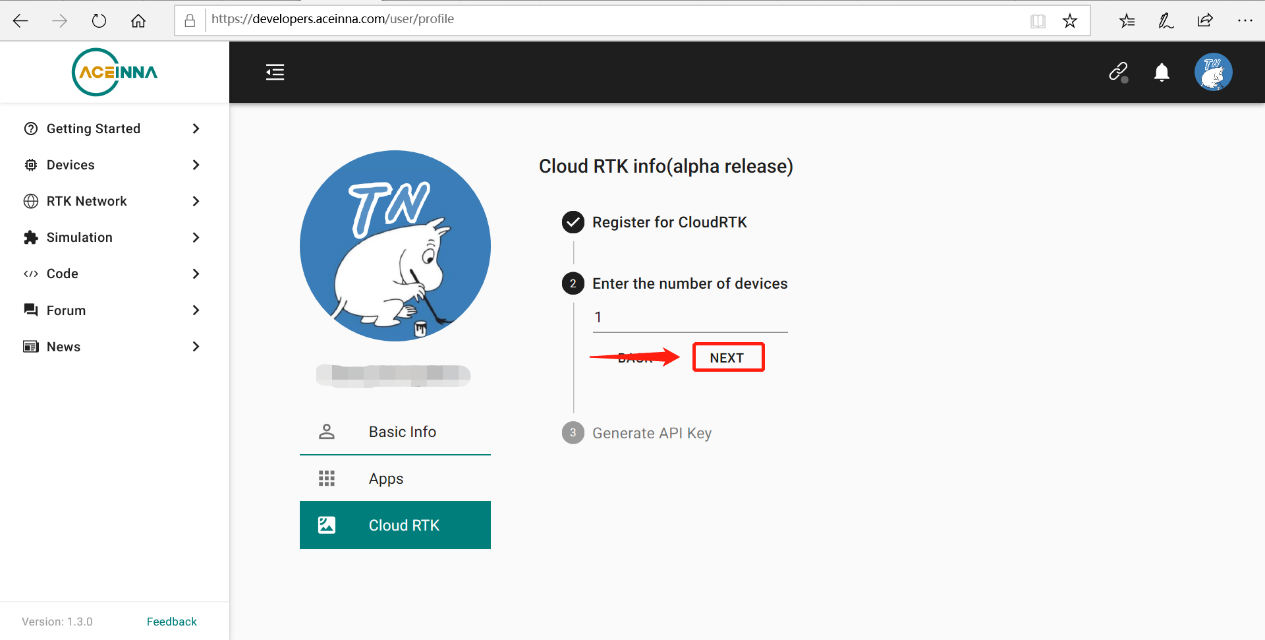 https://developers.aceinna.com/user/profile
ACEINNA
TN
Getting Started
Devices
RTK Network
Simulation
Code
Forum
News
Version: 1.3.0
Feedback
TN
Basic Info
Apps
Cloud RTK
Cloud RTK info(alpha release)
Register for CloudRTK
2 Enter the number of devices
1
BACK NEXT
3 Generate API Key